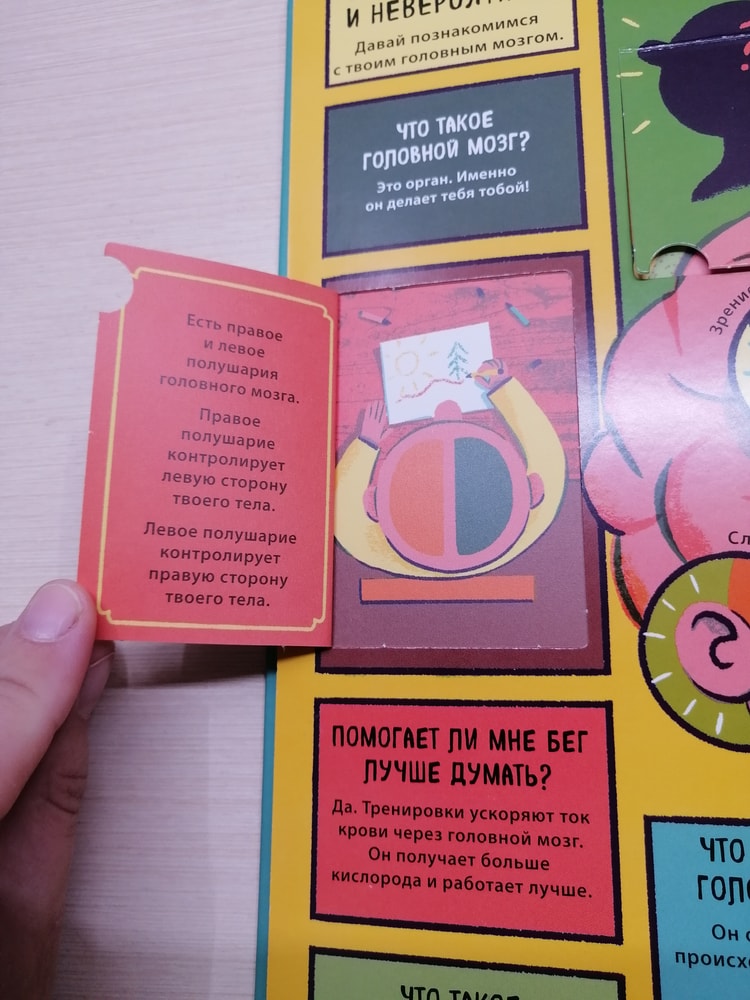 Давай познакомимся
с твоим головным мозгом.
ЧТО ТАКОЕ
ГОЛОВНОЙ МОЗГ?
Это орган. Именно
он делает тебя тобой!
Есть правое
и левое
полушария
головного мозга.
Правое
полушарие
контролирует
левую сторону
твоего тела.
Левое полушарие
контролирует
правую сторону
твоего тела.
ПОМОГАЕТ ЛИ МНЕ БЕГ
ЛУЧШЕ ДУМАТЬ?
Да. Тренировки ускоряют ток
крови через головной мозг.
Он получает больше
кислорода и работает лучше.
ЧТО ТАКОЕ
Зрение
ЧТО
Он